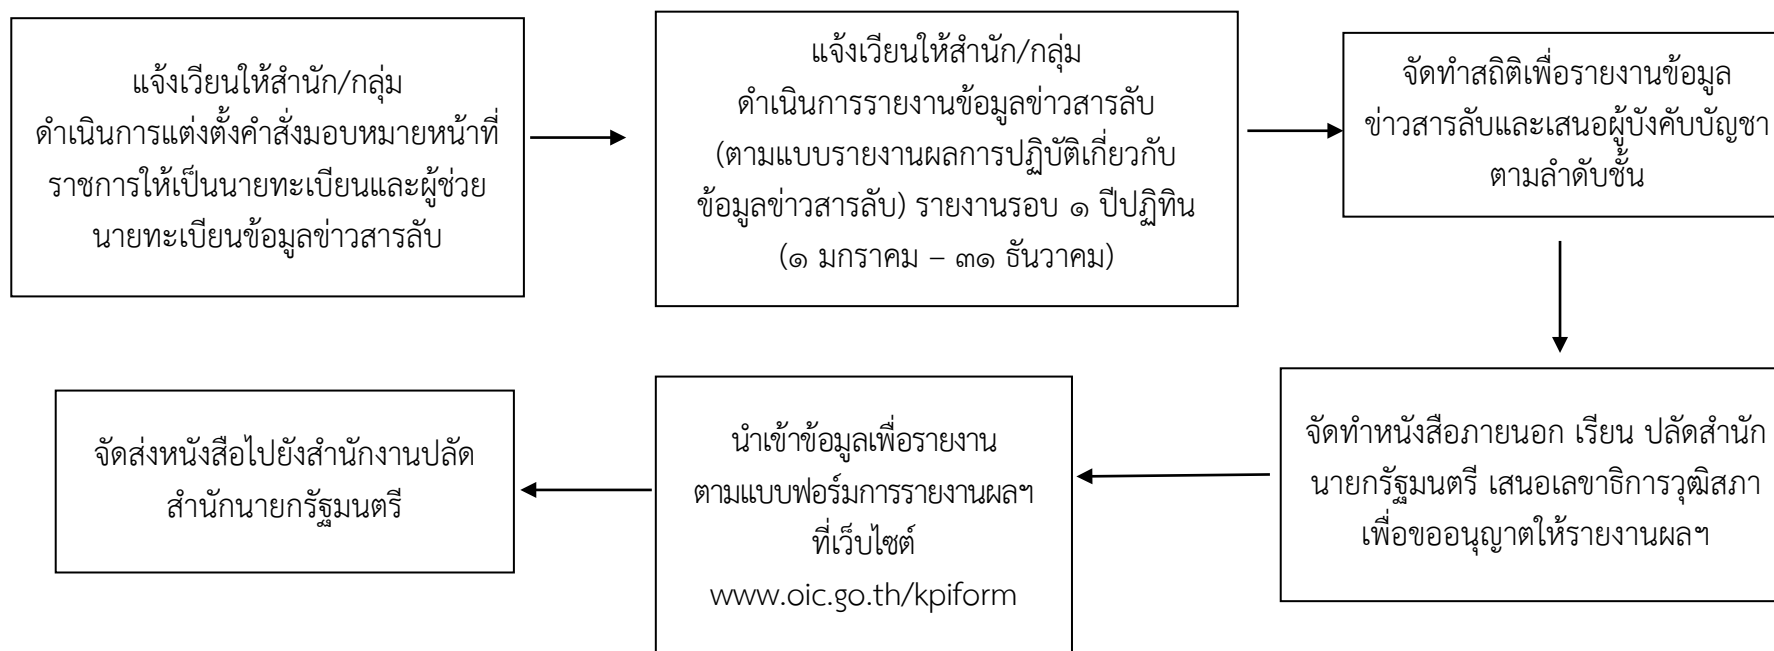 แจ้งเวียนให้สำนัก/กลุ่ม
ดำเนินการแต่งตั้งคำสั่งมอบหมายหน้าที่
ราชการให้เป็นนายทะเบียนและผู้ช่วย
นายทะเบียนข้อมูลข่าวสารลับ
แจ้งเวียนให้สำนัก/กลุ่ม
ดำเนินการรายงานข้อมูลข่าวสารลับ
(ตามแบบรายงานผลการปฏิบัติเกี่ยวกับ
ข้อมูลข่าวสารลับ) รายงานรอบ ๑ ปีปฏิทิน
(๑ มกราคม – ๓๑ ธันวาคม)
จัดทำสถิติเพื่อรายงานข้อมูล
ข่าวสารลับและเสนอผู้บังคับบัญชา
ตามลำดับชั้น
จัดทำหนังสือภายนอก เรียน ปลัดสำนัก
นายกรัฐมนตรี เสนอเลขาธิการวุฒิสภา
เพื่อขออนุญาตให้รายงานผลฯ
นำเข้าข้อมูลเพื่อรายงาน
ตามแบบฟอร์มการรายงานผลฯ
ที่เว็บไซต์
www.oic.go.th/kpiform
จัดส่งหนังสือไปยังสำนักงานปลัด
สำนักนายกรัฐมนตรี